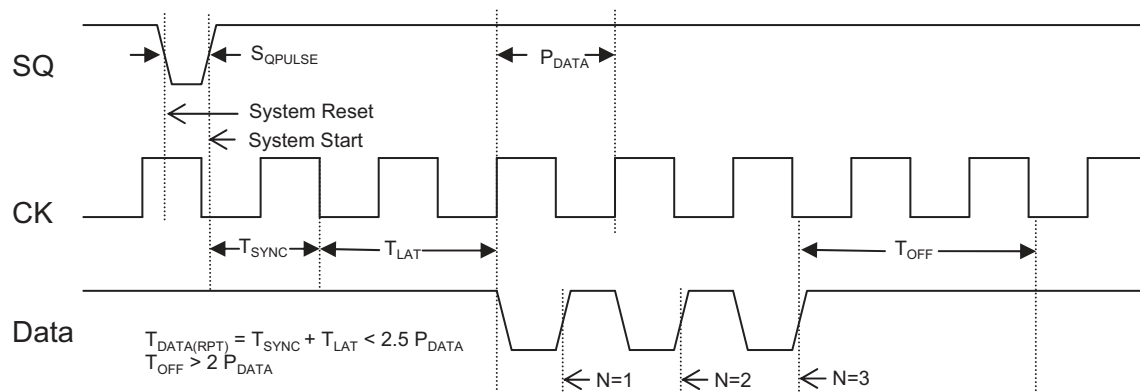 SQ
S_QPULSE
P_DATA
System Reset
System Start
CK
T_SYNC
T_LAT
T_OFF
Data
T_DATA(RPT) = T_SYNC + T_LAT < 2.5 P_DATA
T_OFF > 2 P_DATA
N=1
N=2
N=3